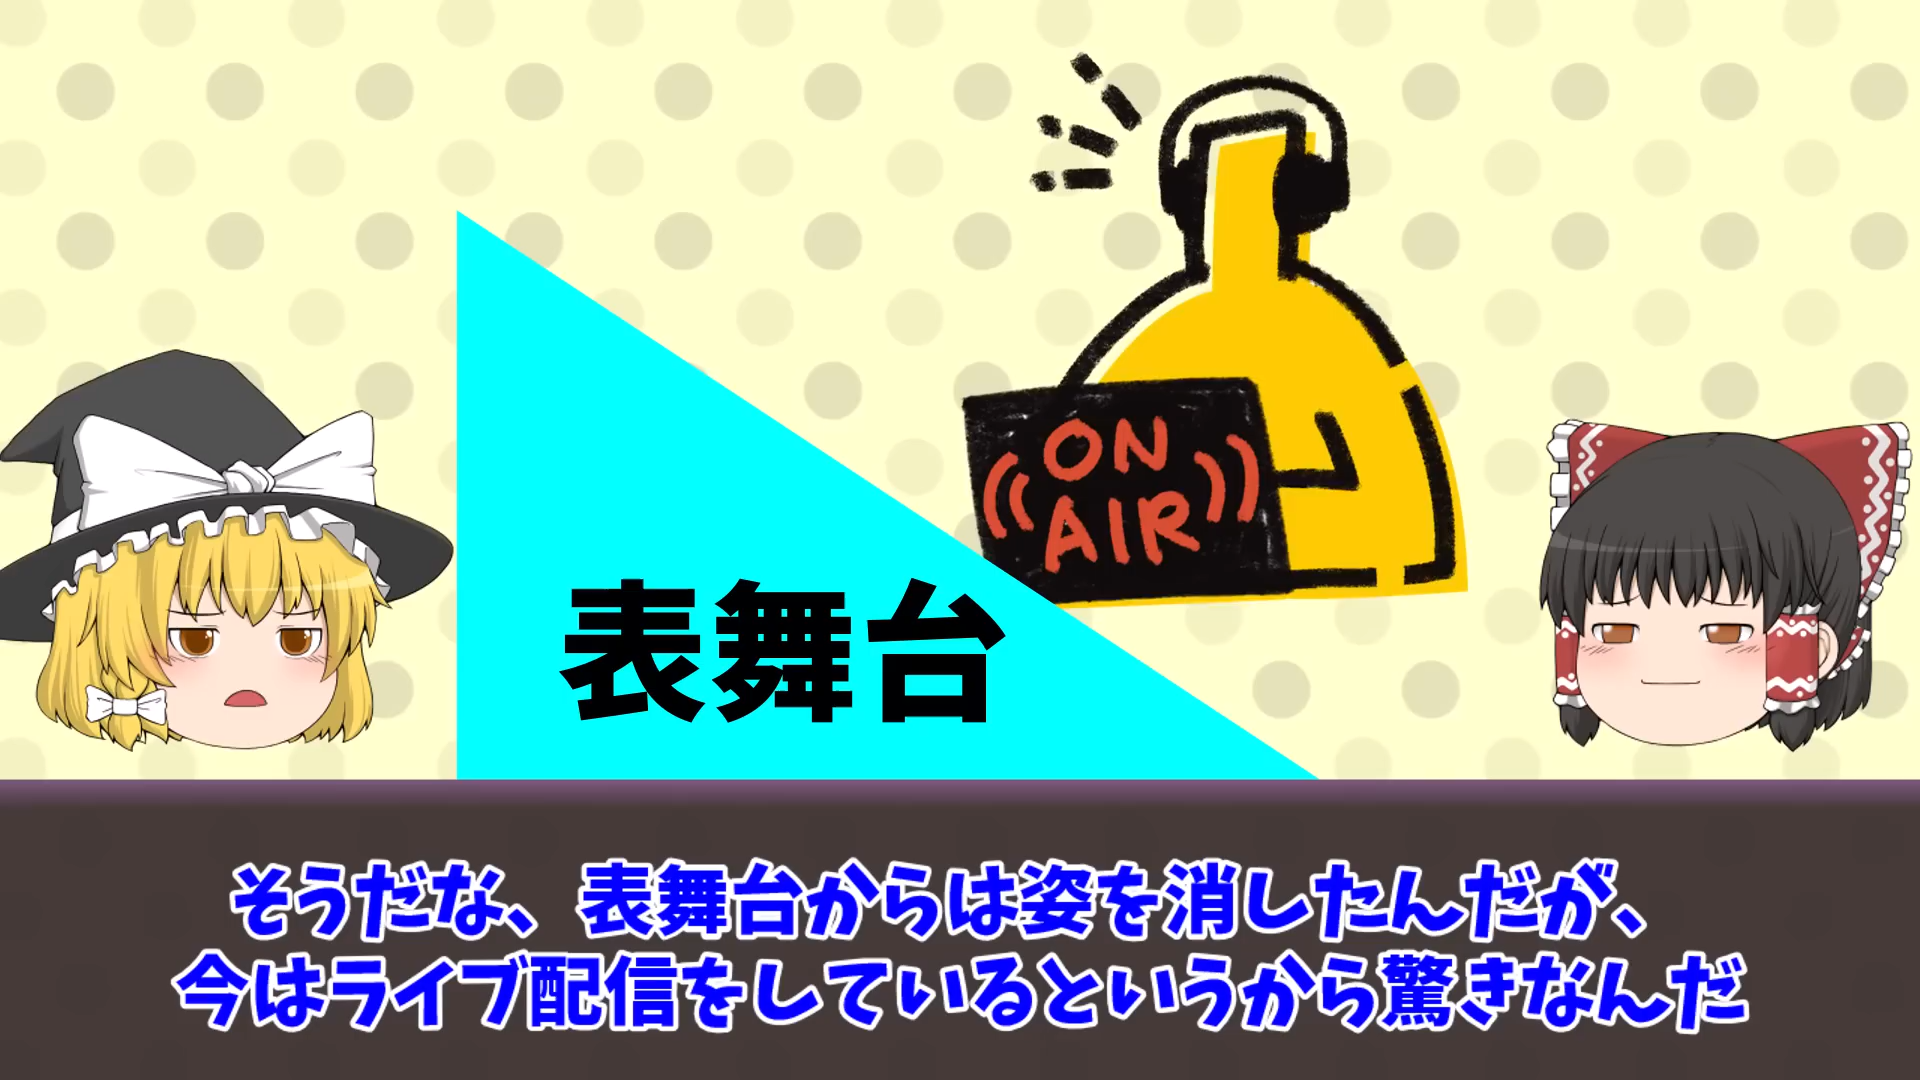 ON
AIR
表舞台
そうだな、表舞台からは姿を消したんだが、
今はライブ配信をしているというから驚きなんだ